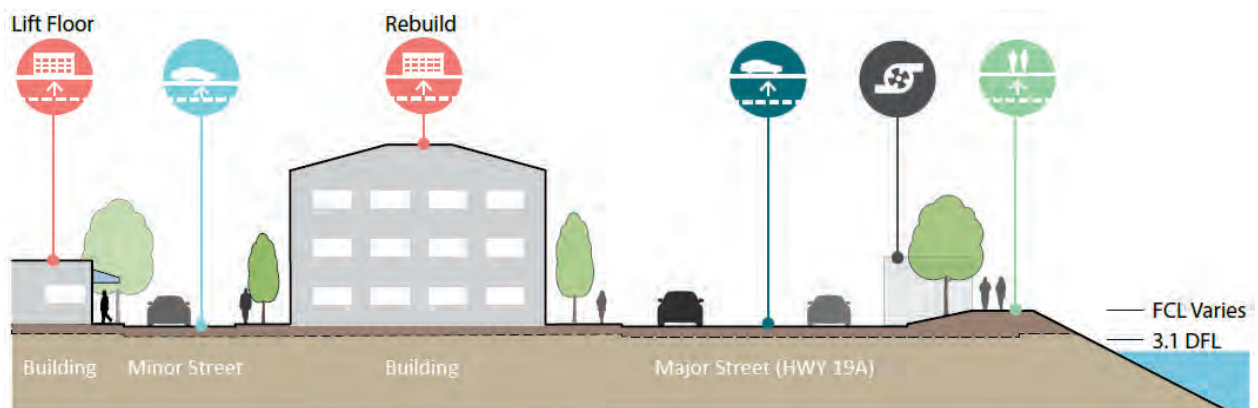 Lift Floor
Rebuild
FCL Varies
3.1 DFL
Building
Minor Street
Building
Major Street (HWY 19A)